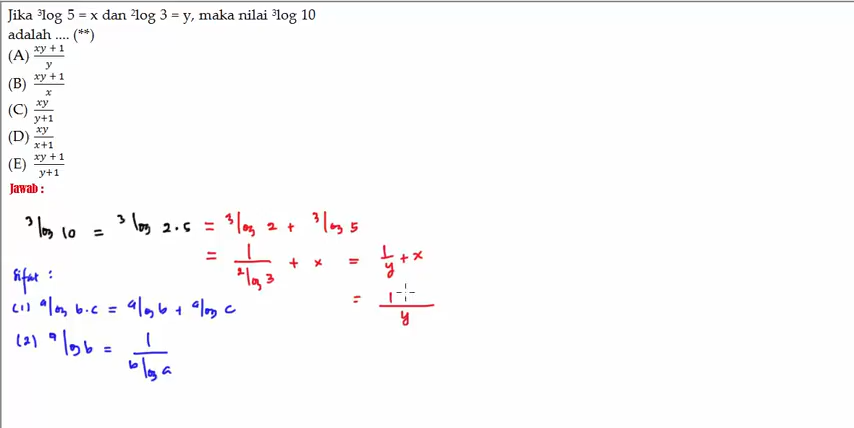 Jika ³log 5 = x dan ²log 3 = y, maka nilai ³log 10
adalah .... (**)
(A) xy + 1 / y
(B) xy + 1 / x
(C) xy / y+1
(D) xy / x+1
(E) xy + 1 / y+1
Jawab :
³log 10 = ³log 2·5 = ³log 2 + ³log 5
= 1 / ²log 3 + x = 1/y + x
= 1 + / y
Sifat :
(1) ᵃlog b·c = ᵃlog b + ᵃlog c
(2) ᵃlog b = 1 / ᵇlog a